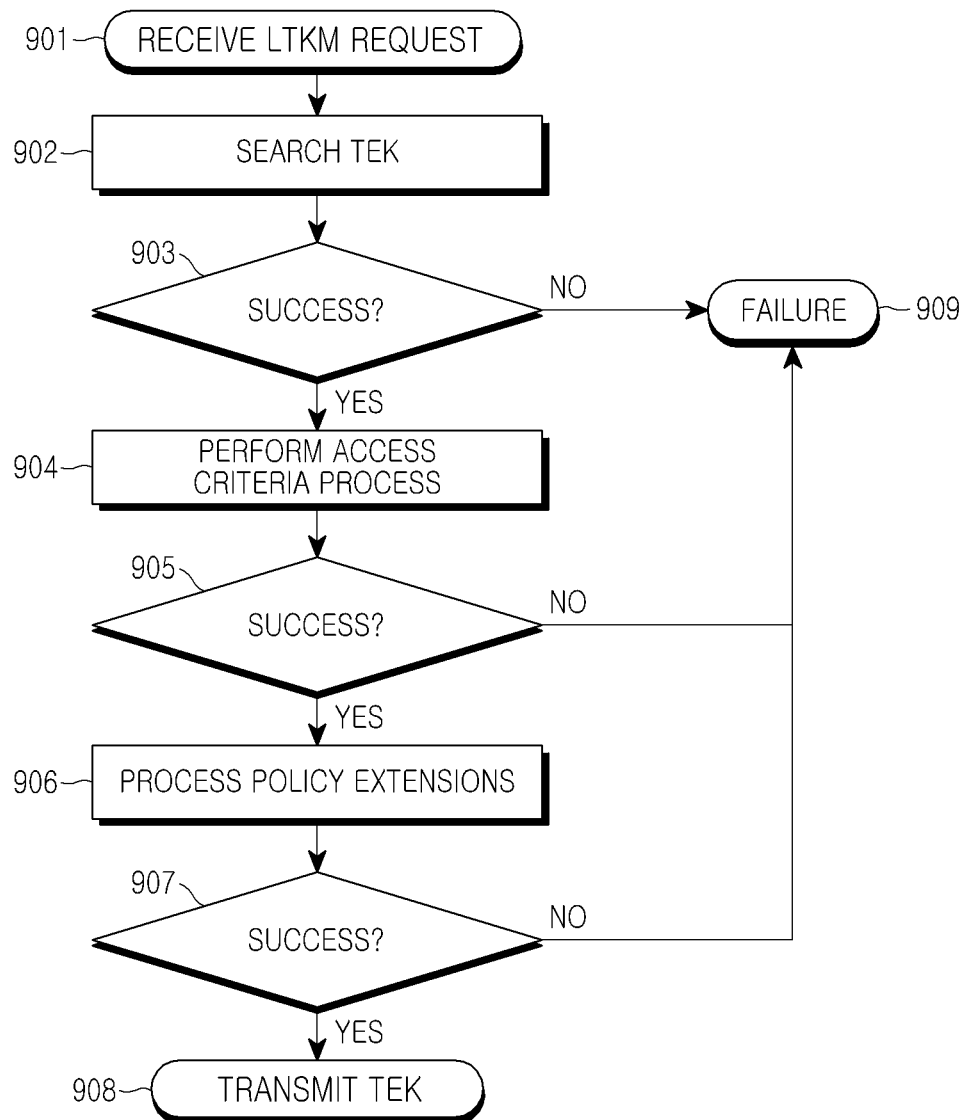 901
RECEIVE LTKM REQUEST
902
SEARCH TEK
903
SUCCESS?
NO
FAILURE
909
YES
904
PERFORM ACCESS
CRITERIA PROCESS
905
SUCCESS?
NO
YES
906
PROCESS POLICY EXTENSIONS
907
SUCCESS?
NO
YES
908
TRANSMIT TEK